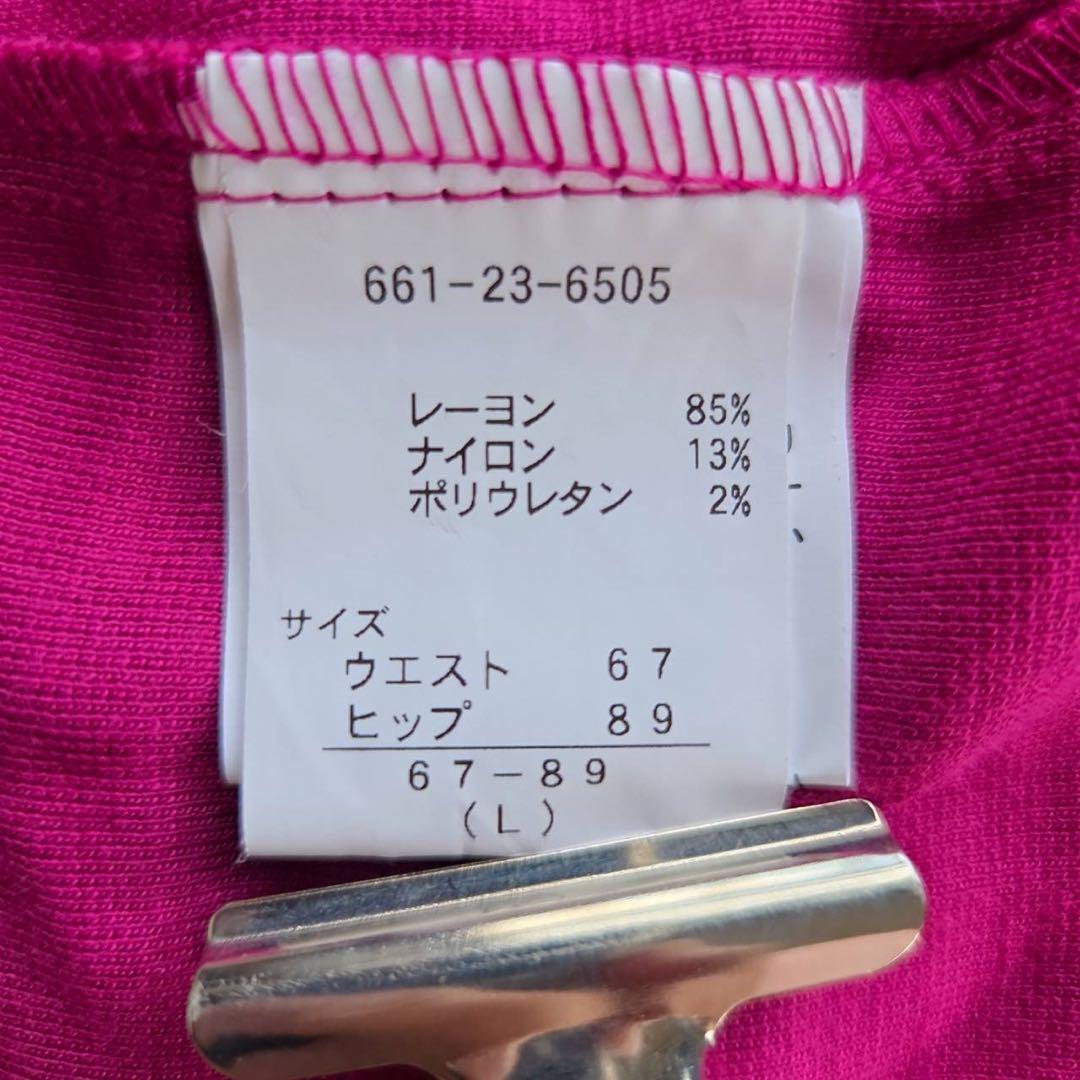 661-23-6505
レーヨン 85%
ナイロン 13%
ポリウレタン 2%
サイズ
ウエスト 67
ヒップ 89
67-89
(L)